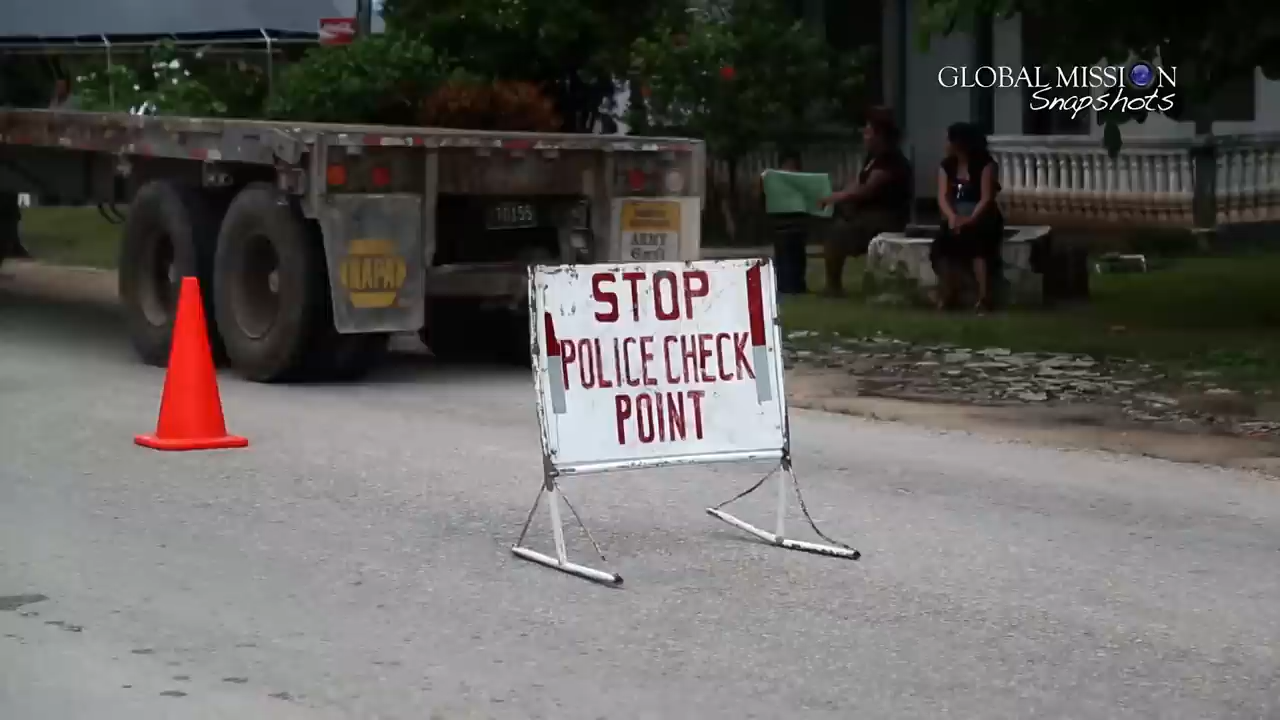 GLOBAL MISSION
Snapshots
NAPA
ARMY
STOP
POLICE CHECK
POINT